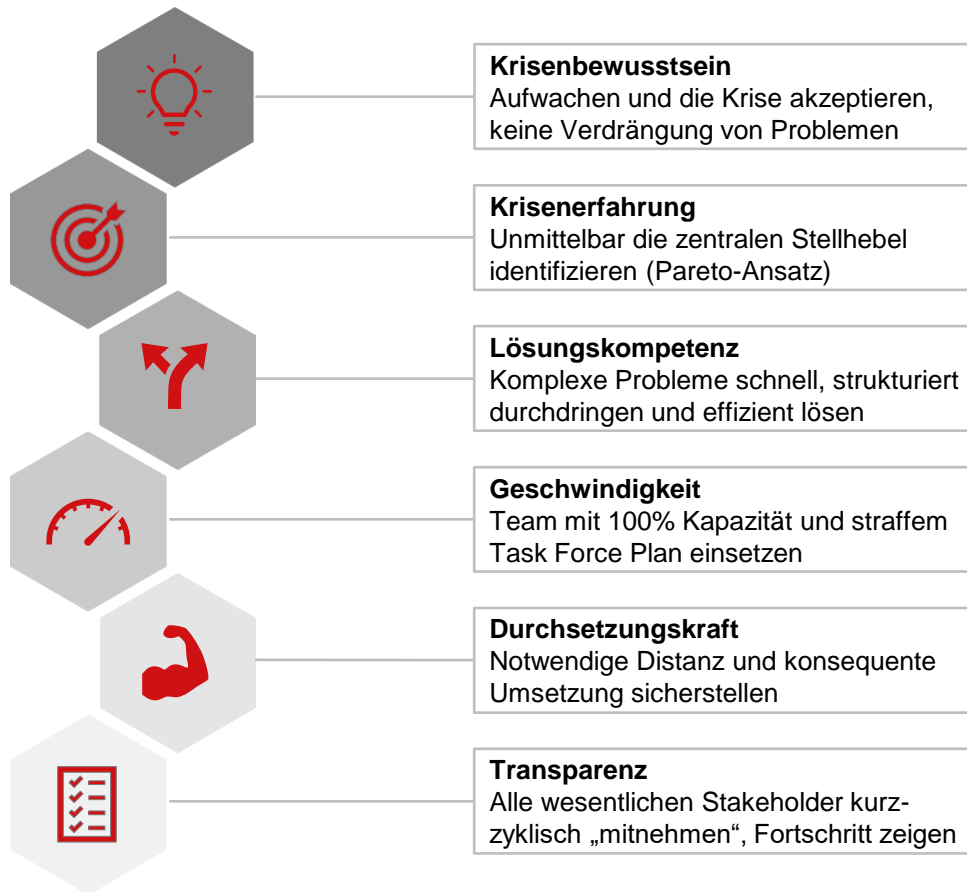 Krisenbewusstsein
Aufwachen und die Krise akzeptieren,
keine Verdrängung von Problemen
Krisenerfahrung
Unmittelbar die zentralen Stellhebel
identifizieren (Pareto-Ansatz)
Lösungskompetenz
Komplexe Probleme schnell, strukturiert
durchdringen und effizient lösen
Geschwindigkeit
Team mit 100% Kapazität und straffem
Task Force Plan einsetzen
Durchsetzungskraft
Notwendige Distanz und konsequente
Umsetzung sicherstellen
Transparenz
Alle wesentlichen Stakeholder kurz-
zyklisch „mitnehmen“, Fortschritt zeigen